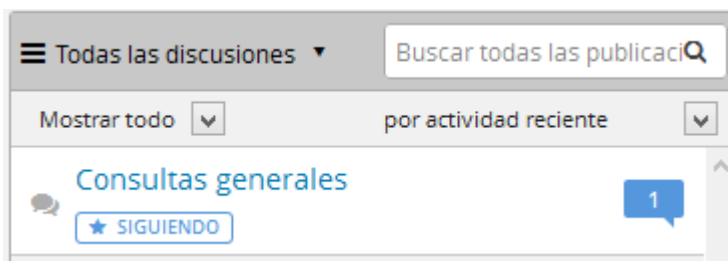 Todas las discusiones
Buscar todas las publicaci
Mostrar todo
por actividad reciente
Consultas generales
1
SIGUIENDO